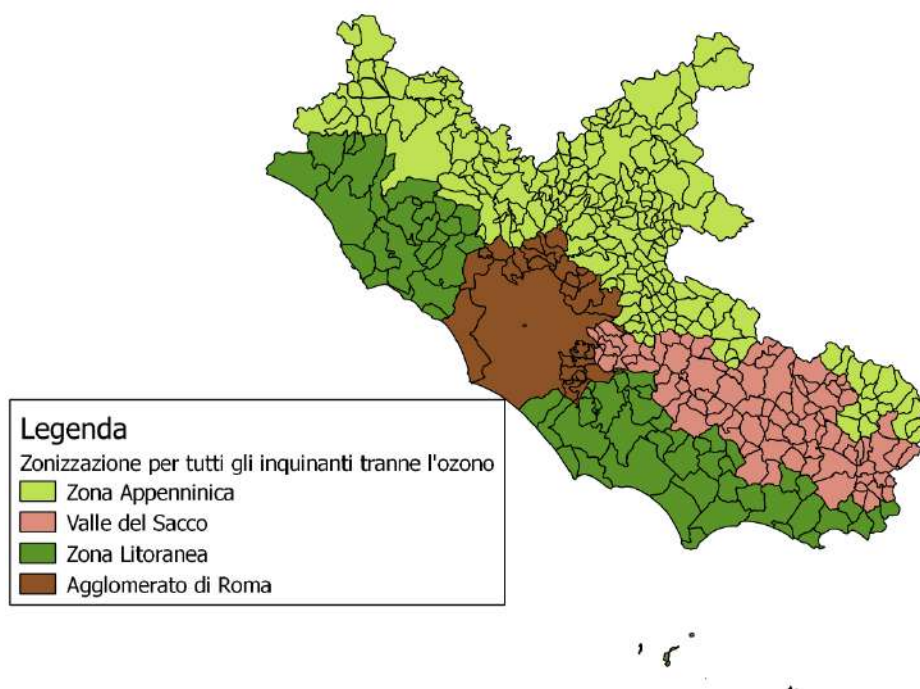 Legenda
Zonizzazione per tutti gli inquinanti tranne l'ozono
Zona Appenninica
Valle del Sacco
Zona Litoranea
Agglomerato di Roma